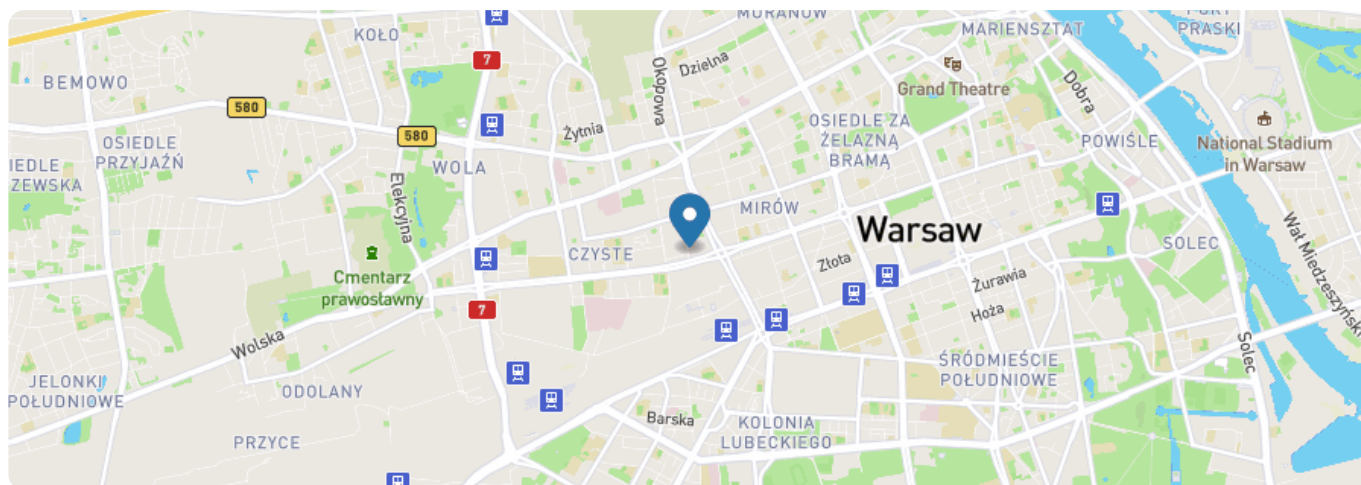 MURANÓW
PORT
PRASKI
MARIENSZTAT
KOŁO
7
Okopowa
Dzielna
BEMOWO
Grand Theatre
Dobra
580
580
Żytnia
OSIEDLE ZA
ŻELAZNĄ
BRAMĄ
POWIŚLE
National Stadium
in Warsaw
OSIEDLE
PRZYJAŹŃ
IEDLE
ZEWSKA
WOLA
Elekcyjna
MIRÓW
Warsaw
SOLEC
Wał Miedzeszyński
CZYSTE
Złota
Żurawia
Hoża
Cmentarz
prawosławny
7
Wolska
Solec
JELONKI
POŁUDNIOWE
ODOLANY
ŚRÓDMIEŚCIE
POŁUDNIOWE
Barska
KOLONIA
LUBECKIEGO
PRZYCE